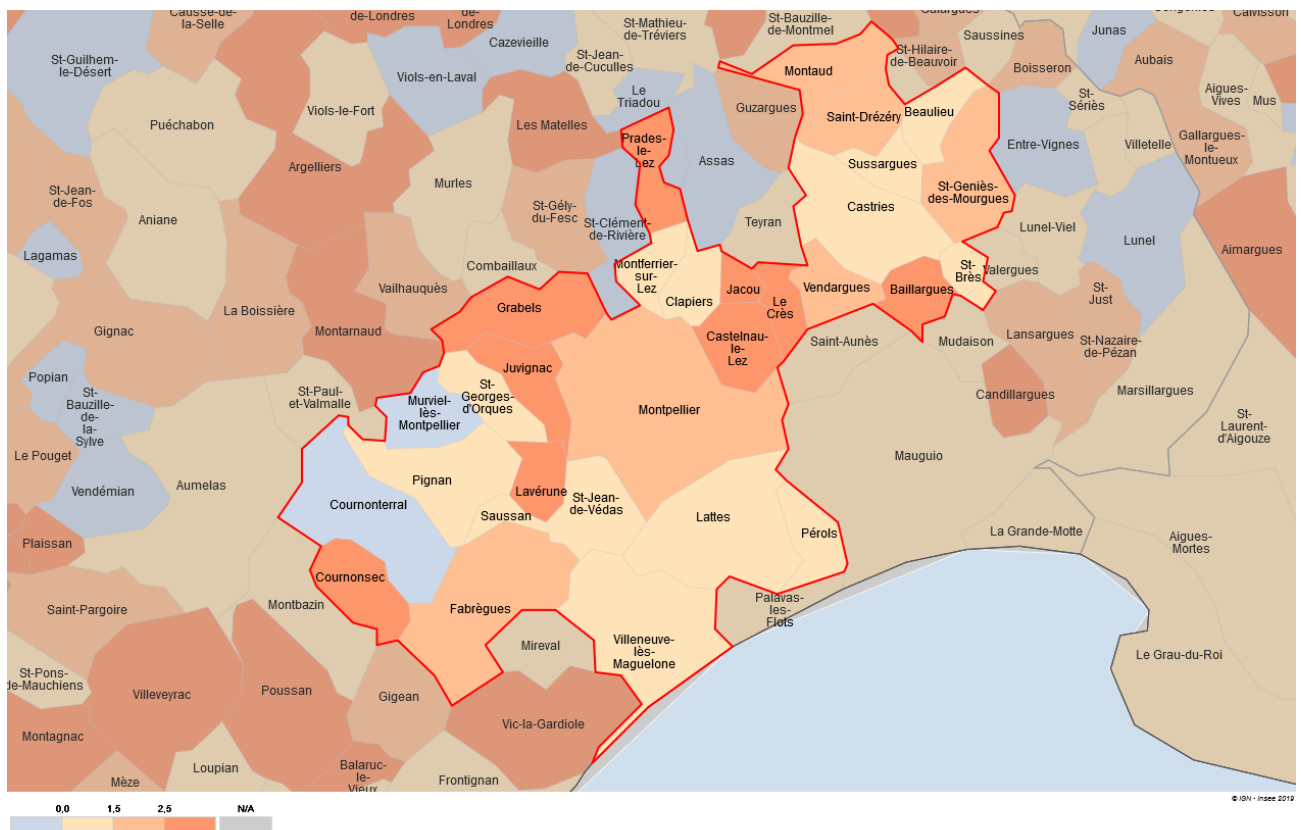 Causse-de-
la-Selle
de-Londres
de-
Londres
St-Mathieu-
de-Tréviers
St-Bauzille-
de-Montmel
Galargues
Saussines
Calvisson
St-Guilhem-
le-Désert
Cazevieille
St-Jean-
de-Cuculles
St-Hilaire-
de-Beauvoir
Junas
Boisseron
Aubais
Viols-en-Laval
Montaud
Le
Triadou
Guzargues
St-
Sériès
Aigues-
Vives
Mus
Puéchabon
Viols-le-Fort
Les Matelles
Saint-Drézéry
Beaulieu
Prades-
le-
Lez
Entre-Vignes
Villetelle
Gallargues-
le-Montueux
Argelliers
Assas
Sussargues
Murles
St-Jean-
de-Fos
Aniane
St-Gély-
du-Fesc
St-Geniès-
des-Mourgues
Castries
St-Clément-
de-Rivière
Teyran
Lunel-Viel
Lunel
Aimargues
Lagamas
Combaillaux
Montferrier-
sur-
Lez
St-
Brès
Valergues
Vailhauquès
Jacou
Vendargues
Baillargues
St-
Just
La Boissière
Grabels
Clapiers
Le
Crès
Gignac
Montarnaud
Castelnau-
le-
Lez
Saint-Aunès
Mudaison
Lansargues
St-Nazaire-
de-Pézan
Juvignac
Popian
St-
Bauzille-
de-
la-
Sylve
St-Paul-
et-Valmalle
St-
Georges-
d'Orques
Murviel-
lès-
Montpellier
Montpellier
Candillargues
Marsillargues
St-
Laurent-
d'Aigouze
Le Pouget
Mauguio
Vendémian
Aumelas
Pignan
Lavérune
St-Jean-
de-Védas
Cournonterral
Saussan
Lattes
Pérols
La Grande-Motte
Aigues-
Mortes
Plaissan
Cournonsec
Montbazin
Fabrègues
Palavas-
les-
Flots
Saint-Pargoire
Mireval
Villeneuve-
lès-
Maguelone
Le Grau-du-Roi
St-Pons-
de-Mauchiens
Villeveyrac
Poussan
Gigean
Vic-la-Gardiole
Montagnac
Loupian
Balaruc-
le-
Vieux
Frontignan
Mèze
© IGN - Insee 2019
0,0 1,5 2,5 N/A